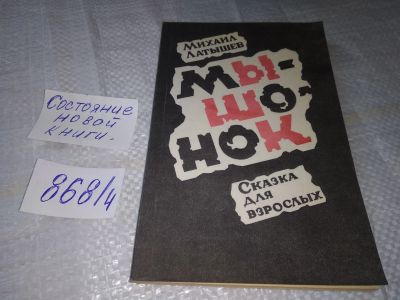 Состояние
новой
книги.
868/4
Михаил
Латышев
МЫ-
ШО-
НОК
Сказка
для
взрослых